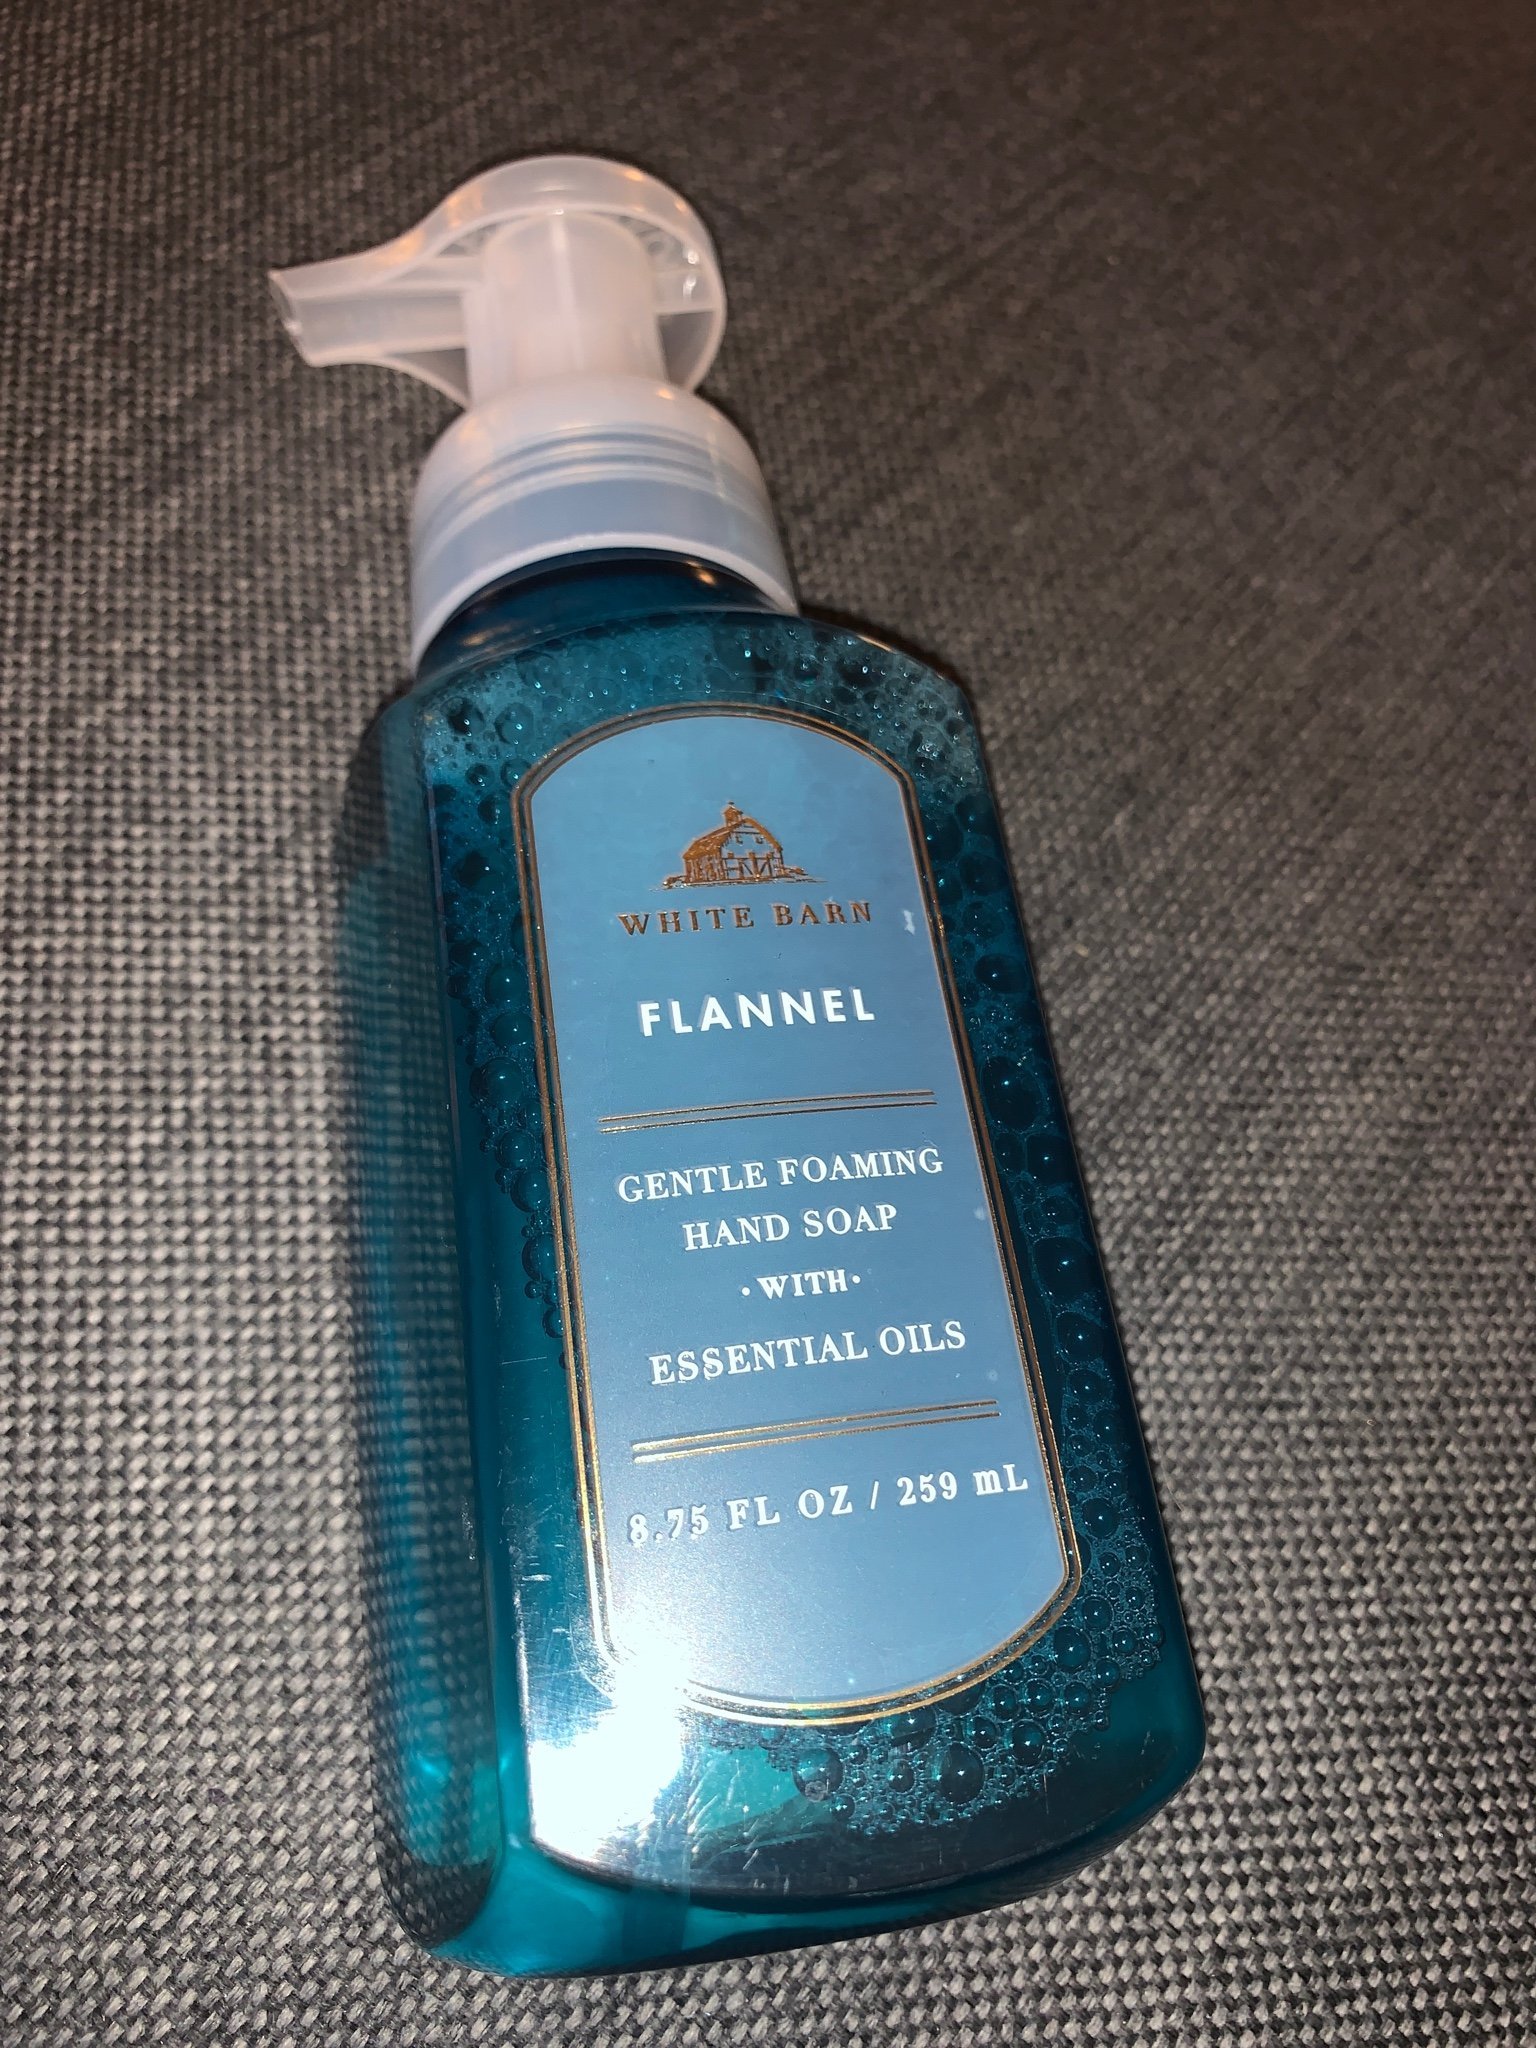 WHITE BARN
FLANNEL
GENTLE FOAMING
HAND SOAP
·WITH·
ESSENTIAL OILS
8.75 FL OZ / 259 mL